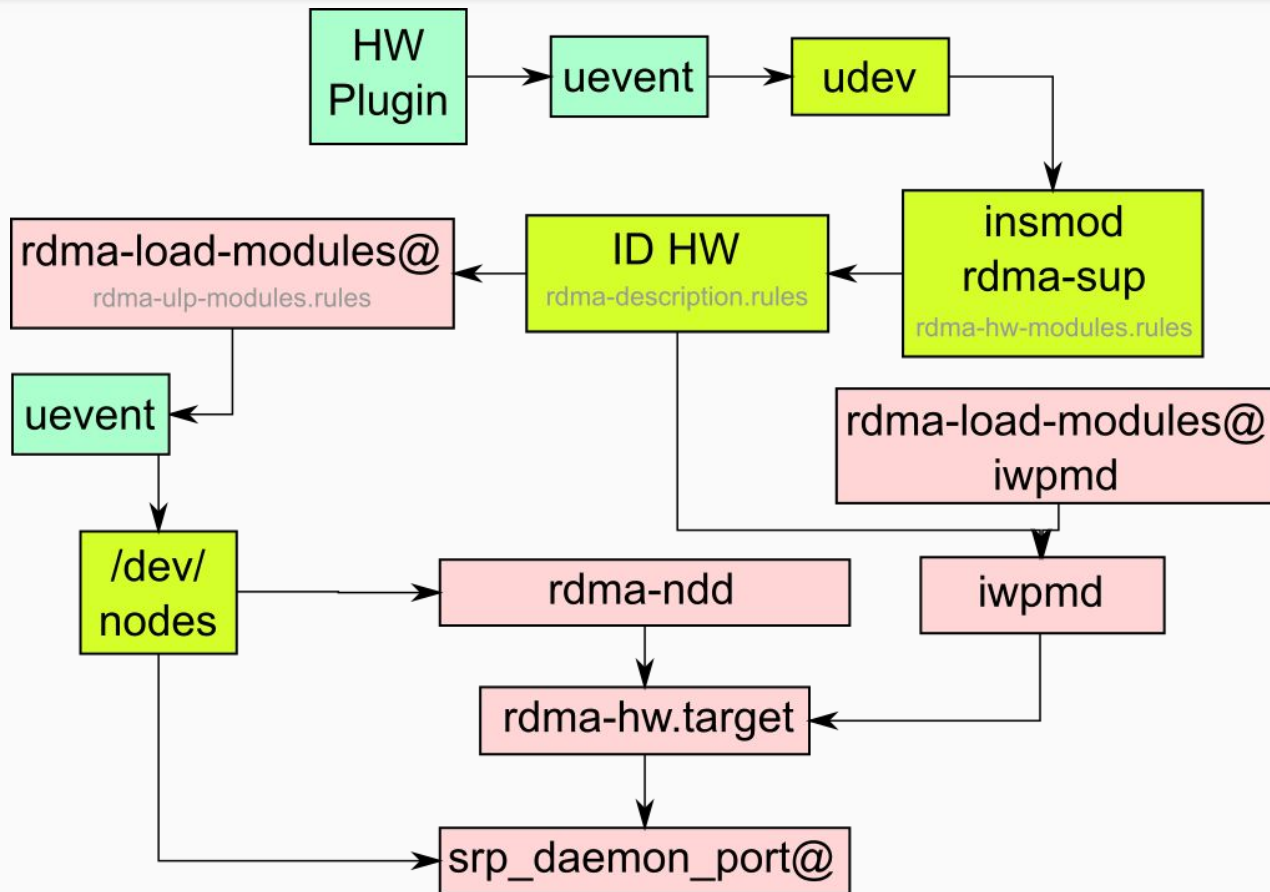 HW
Plugin
uevent
udev
insmod
rdma-sup
rdma-hw-modules.rules
ID HW
rdma-description.rules
rdma-load-modules@
rdma-ulp-modules.rules
uevent
rdma-load-modules@
iwpmd
/dev/
nodes
rdma-ndd
iwpmd
rdma-hw.target
srp_daemon_port@